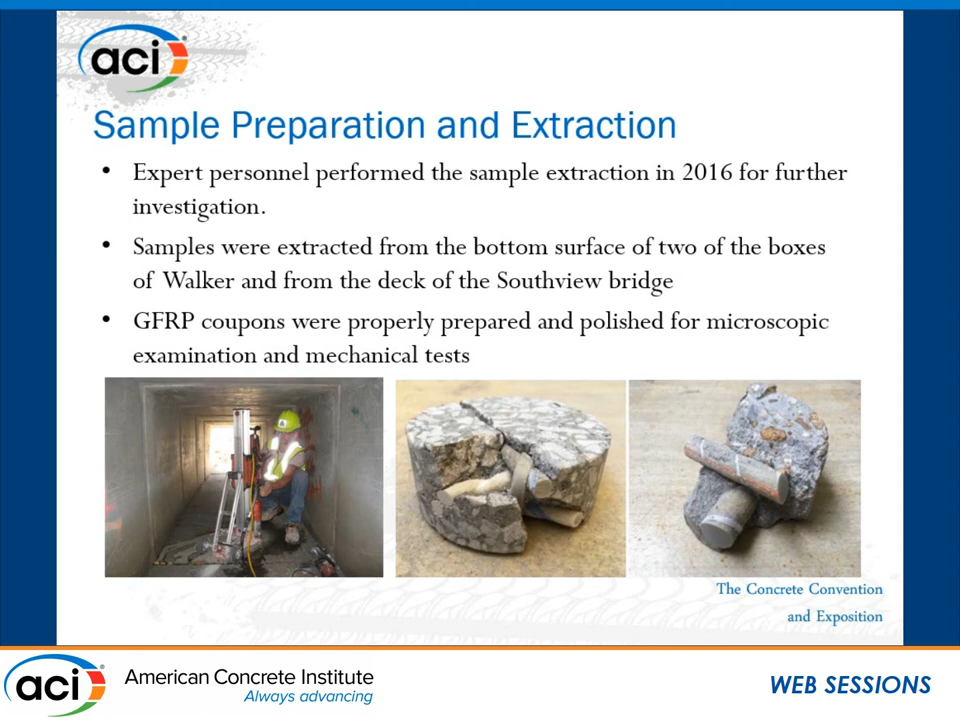 aci
Sample Preparation and Extraction
• Expert personnel performed the sample extraction in 2016 for further
investigation.
• Samples were extracted from the bottom surface of two of the boxes
of Walker and from the deck of the Southview bridge
• GFRP coupons were properly prepared and polished for microscopic
examination and mechanical tests
The Concrete Convention
and Exposition
aci
American Concrete Institute
Always advancing
WEB SESSIONS